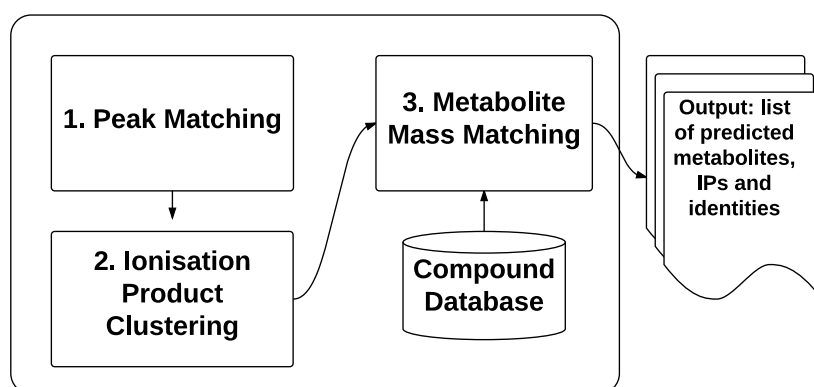 1. Peak Matching
2. Ionisation
Product
Clustering
3. Metabolite
Mass Matching
Compound
Database
Output: list
of predicted
metabolites,
IPs and
identities